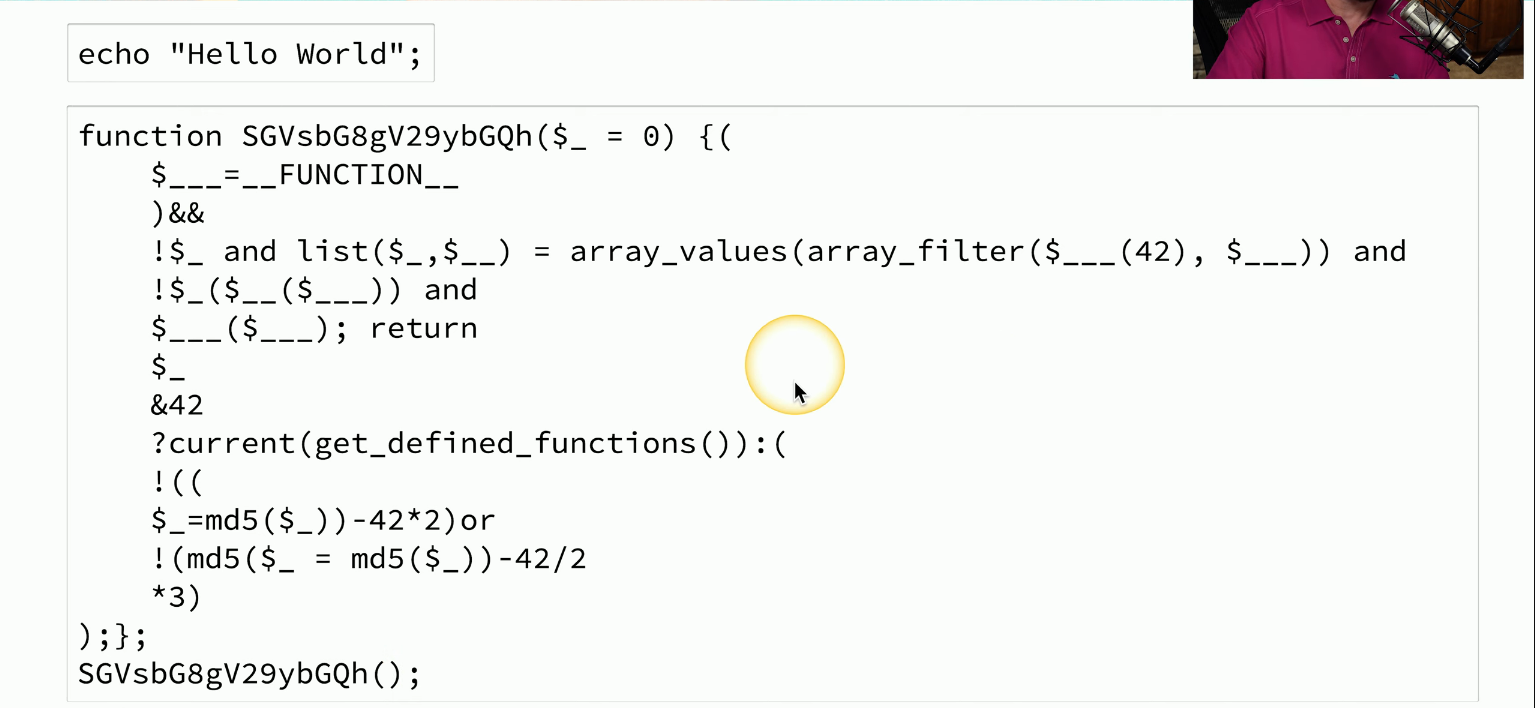 echo "Hello World";
function SGVsbG8gV29ybGQh($_ = 0) {(
$___=__FUNCTION__
)&&
!$_ and list($_,$__) = array_values(array_filter($___(42), $___)) and
!$_($__($___)) and
$___($___); return
$_
&42
?current(get_defined_functions()):(
!((
$_=md5($_))-42*2)or
!(md5($_ = md5($_))-42/2
*3)
);};
SGVsbG8gV29ybGQh();